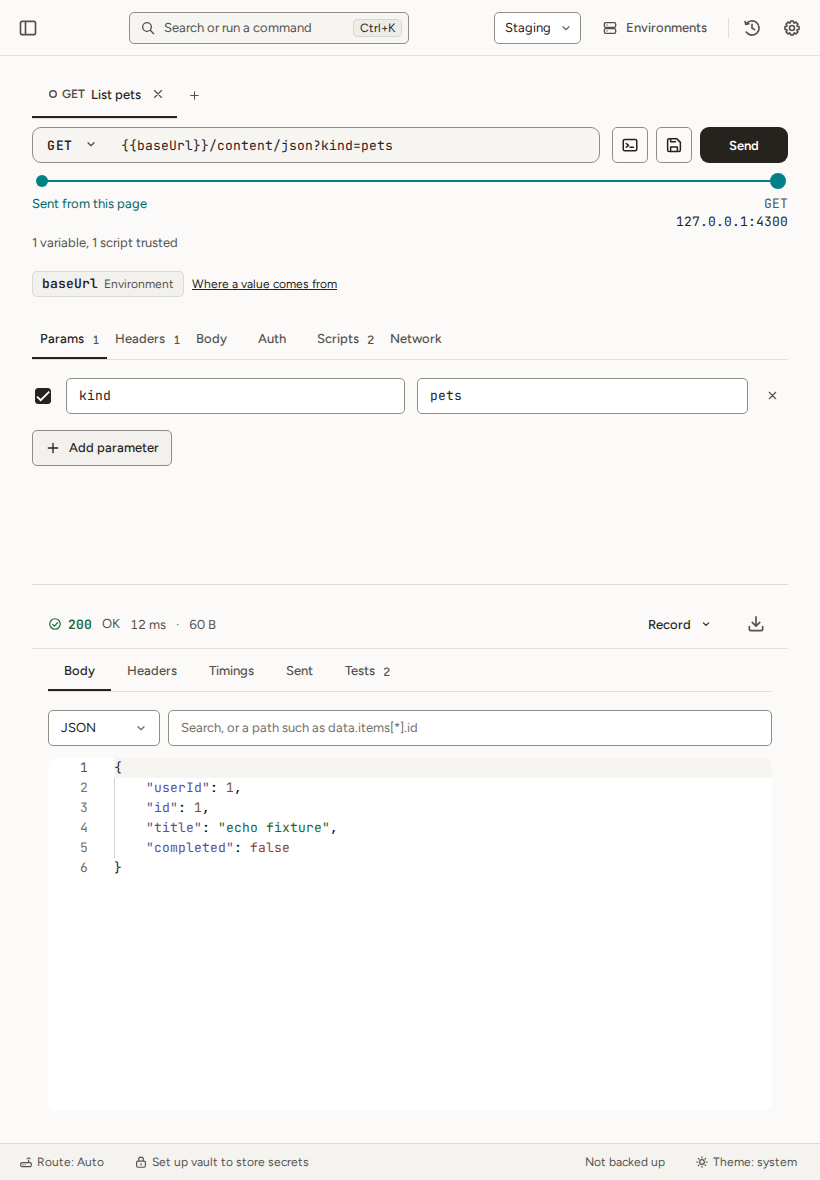 Search or run a command Ctrl+K Staging Environments
GET List pets
GET {{baseUrl}}/content/json?kind=pets Send
Sent from this page GET
127.0.0.1:4300
1 variable, 1 script trusted
baseUrl Environment Where a value comes from
Params 1 Headers 1 Body Auth Scripts 2 Network
kind pets
Add parameter
200 OK 12 ms · 60 B Record
Body Headers Timings Sent Tests 2
JSON Search, or a path such as data.items[*].id
1 {
2 "userId": 1,
3 "id": 1,
4 "title": "echo fixture",
5 "completed": false
6 }
Route: Auto Set up vault to store secrets Not backed up Theme: system